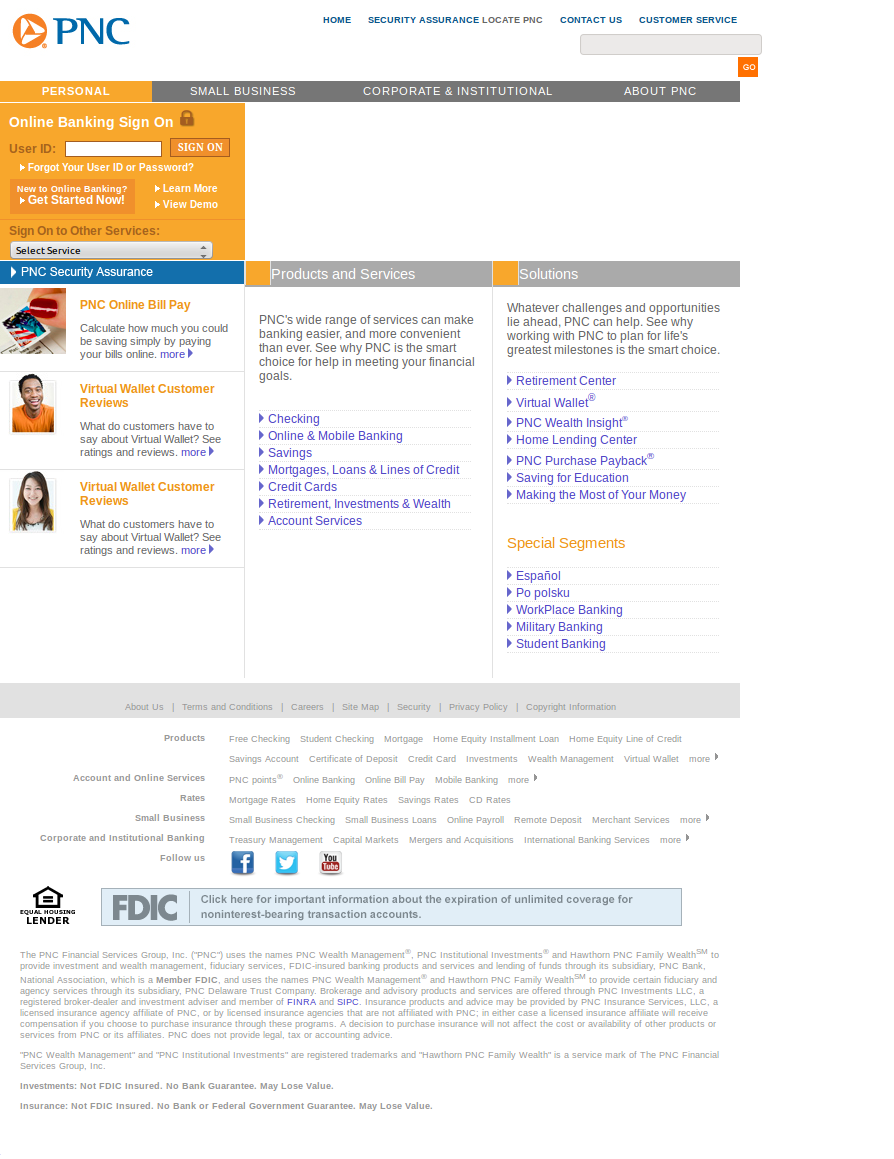 PNC
HOME SECURITY ASSURANCE LOCATE PNC CONTACT US CUSTOMER SERVICE
GO
PERSONAL SMALL BUSINESS CORPORATE & INSTITUTIONAL ABOUT PNC
Online Banking Sign On
User ID: SIGN ON
Forgot Your User ID or Password?
New to Online Banking?
Get Started Now!
Learn More
View Demo
Sign On to Other Services:
Select Service
PNC Security Assurance
PNC Online Bill Pay
Calculate how much you could
be saving simply by paying
your bills online. more
Virtual Wallet Customer
Reviews
What do customers have to
say about Virtual Wallet? See
ratings and reviews. more
Virtual Wallet Customer
Reviews
What do customers have to
say about Virtual Wallet? See
ratings and reviews. more
Products and Services
PNC's wide range of services can make
banking easier, and more convenient
than ever. See why PNC is the smart
choice for help in meeting your financial
goals.
Checking
Online & Mobile Banking
Savings
Mortgages, Loans & Lines of Credit
Credit Cards
Retirement, Investments & Wealth
Account Services
Solutions
Whatever challenges and opportunities
lie ahead, PNC can help. See why
working with PNC to plan for life's
greatest milestones is the smart choice.
Retirement Center
Virtual Wallet®
PNC Wealth Insight®
Home Lending Center
PNC Purchase Payback®
Saving for Education
Making the Most of Your Money
Special Segments
Español
Po polsku
WorkPlace Banking
Military Banking
Student Banking
About Us | Terms and Conditions | Careers | Site Map | Security | Privacy Policy | Copyright Information
Products Free Checking Student Checking Mortgage Home Equity Installment Loan Home Equity Line of Credit
Savings Account Certificate of Deposit Credit Card Investments Wealth Management Virtual Wallet more
Account and Online Services PNC points® Online Banking Online Bill Pay Mobile Banking more
Rates Mortgage Rates Home Equity Rates Savings Rates CD Rates
Small Business Small Business Checking Small Business Loans Online Payroll Remote Deposit Merchant Services more
Corporate and Institutional Banking Treasury Management Capital Markets Mergers and Acquisitions International Banking Services more
Follow us
You
Tube
EQUAL HOUSING
LENDER
FDIC
Click here for important information about the expiration of unlimited coverage for
noninterest-bearing transaction accounts.
The PNC Financial Services Group, Inc. ("PNC") uses the names PNC Wealth Management®, PNC Institutional Investments® and Hawthorn PNC Family Wealth℠ to
provide investment and wealth management, fiduciary services, FDIC-insured banking products and services and lending of funds through its subsidiary, PNC Bank,
National Association, which is a Member FDIC, and uses the names PNC Wealth Management® and Hawthorn PNC Family Wealth℠ to provide certain fiduciary and
agency services through its subsidiary, PNC Delaware Trust Company. Brokerage and advisory products and services are offered through PNC Investments LLC, a
registered broker-dealer and investment adviser and member of FINRA and SIPC. Insurance products and advice may be provided by PNC Insurance Services, LLC, a
licensed insurance agency affiliate of PNC, or by licensed insurance agencies that are not affiliated with PNC; in either case a licensed insurance affiliate will receive
compensation if you choose to purchase insurance through these programs. A decision to purchase insurance will not affect the cost or availability of other products or
services from PNC or its affiliates. PNC does not provide legal, tax or accounting advice.
"PNC Wealth Management" and "PNC Institutional Investments" are registered trademarks and "Hawthorn PNC Family Wealth" is a service mark of The PNC Financial
Services Group, Inc.
Investments: Not FDIC Insured. No Bank Guarantee. May Lose Value.
Insurance: Not FDIC Insured. No Bank or Federal Government Guarantee. May Lose Value.